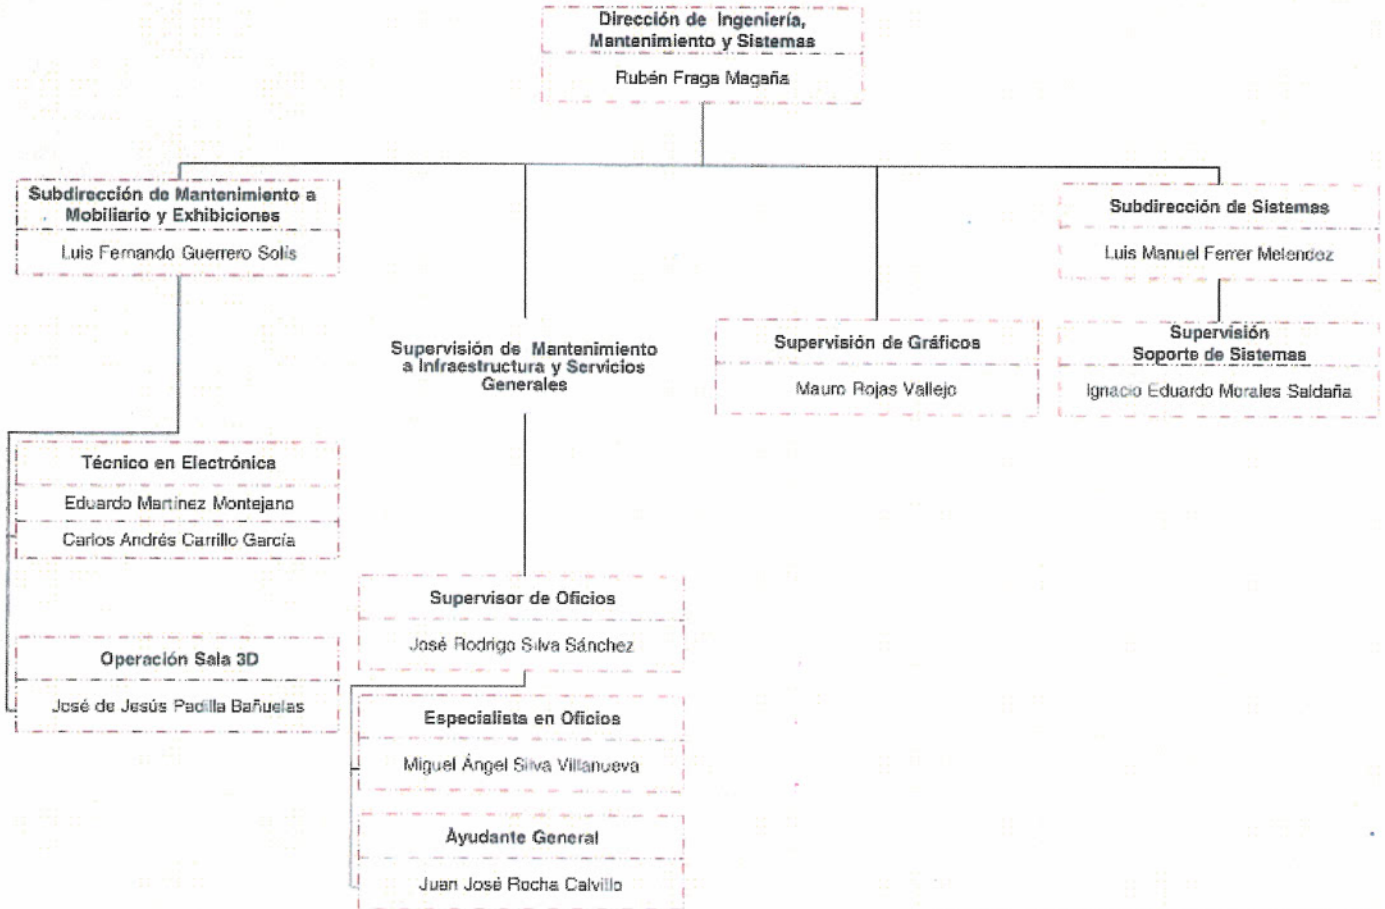 Dirección de Ingeniería,
Mantenimiento y Sistemas
Rubén Fraga Magaña
Subdirección de Mantenimiento a
Mobiliario y Exhibiciones
Luis Fernando Guerrero Solís
Subdirección de Sistemas
Luis Manuel Ferrer Melendez
Supervisión de Mantenimiento
a Infraestructura y Servicios
Generales
Supervisión de Gráficos
Mauro Rojas Vallejo
Supervisión
Soporte de Sistemas
Ignacio Eduardo Morales Saldaña
Técnico en Electrónica
Eduardo Martínez Montejano
Carlos Andrés Carrillo García
Operación Sala 3D
José de Jesús Padilla Bañuelas
Supervisor de Oficios
José Rodrigo Silva Sánchez
Especialista en Oficios
Miguel Ángel Silva Villanueva
Ayudante General
Juan José Rocha Calvillo